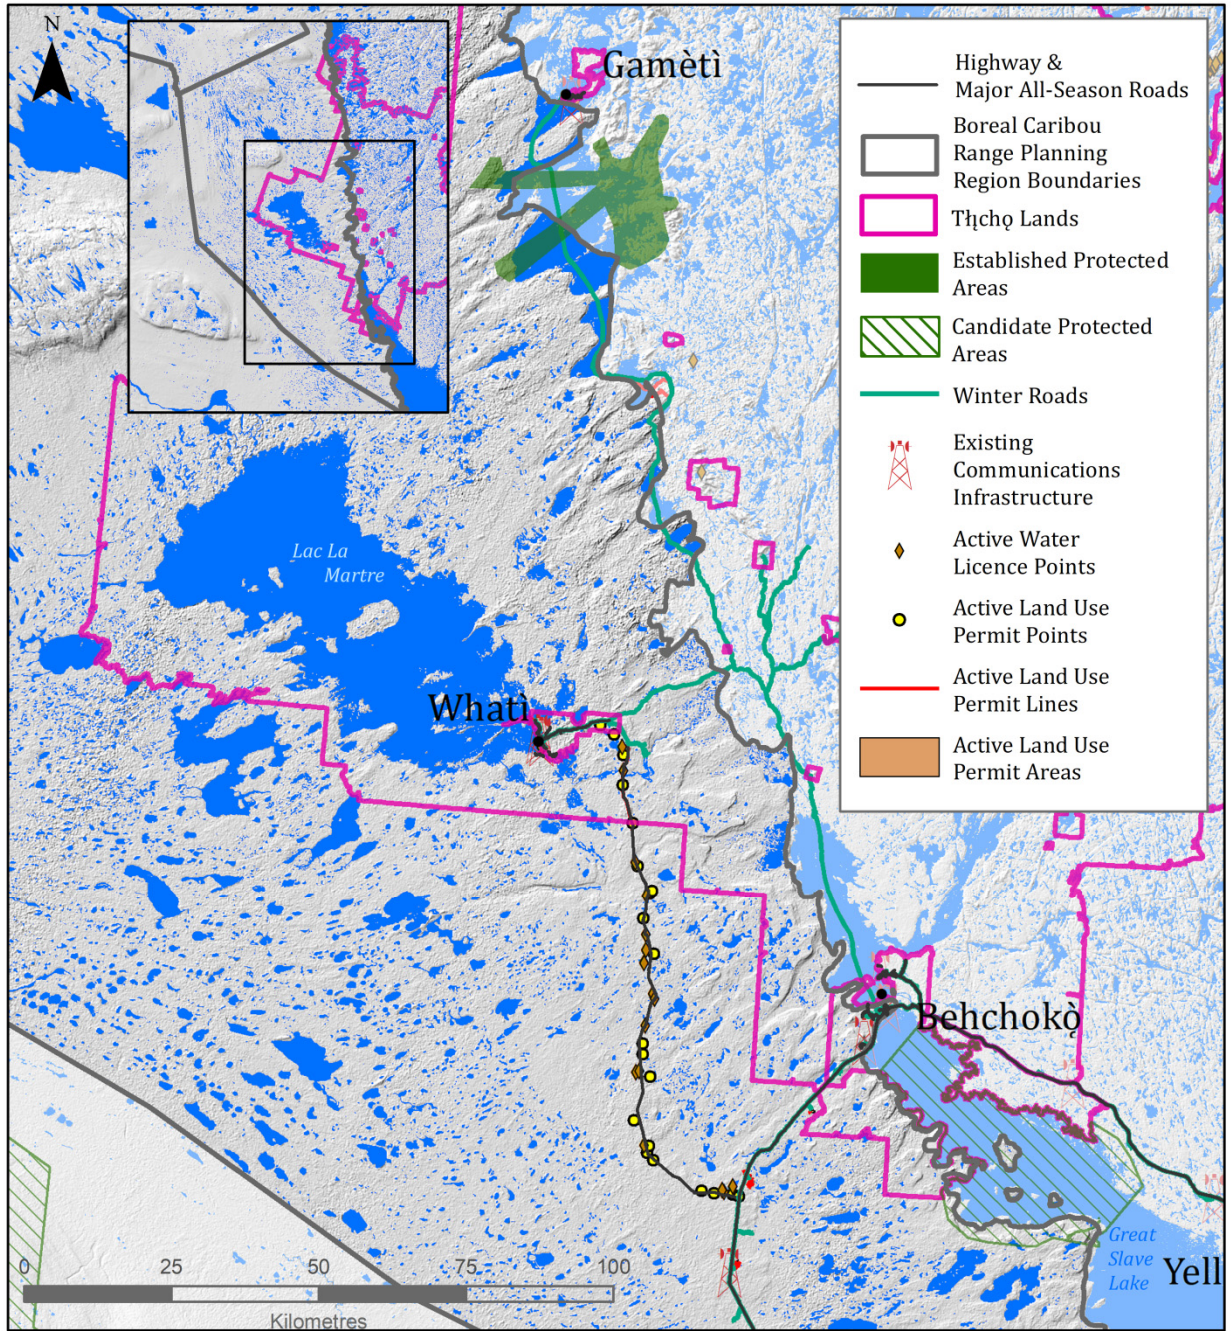 N
Gamètì
Highway &
Major All-Season Roads
Boreal Caribou
Range Planning
Region Boundaries
Tłı̨chǫ Lands
Established Protected
Areas
Candidate Protected
Areas
Winter Roads
Existing
Communications
Infrastructure
Active Water
Licence Points
Active Land Use
Permit Points
Active Land Use
Permit Lines
Active Land Use
Permit Areas
Lac La
Martre
Whatì
Behchokǫ̀
Great
Slave
Lake
Yell
0 25 50 75 100
Kilometres